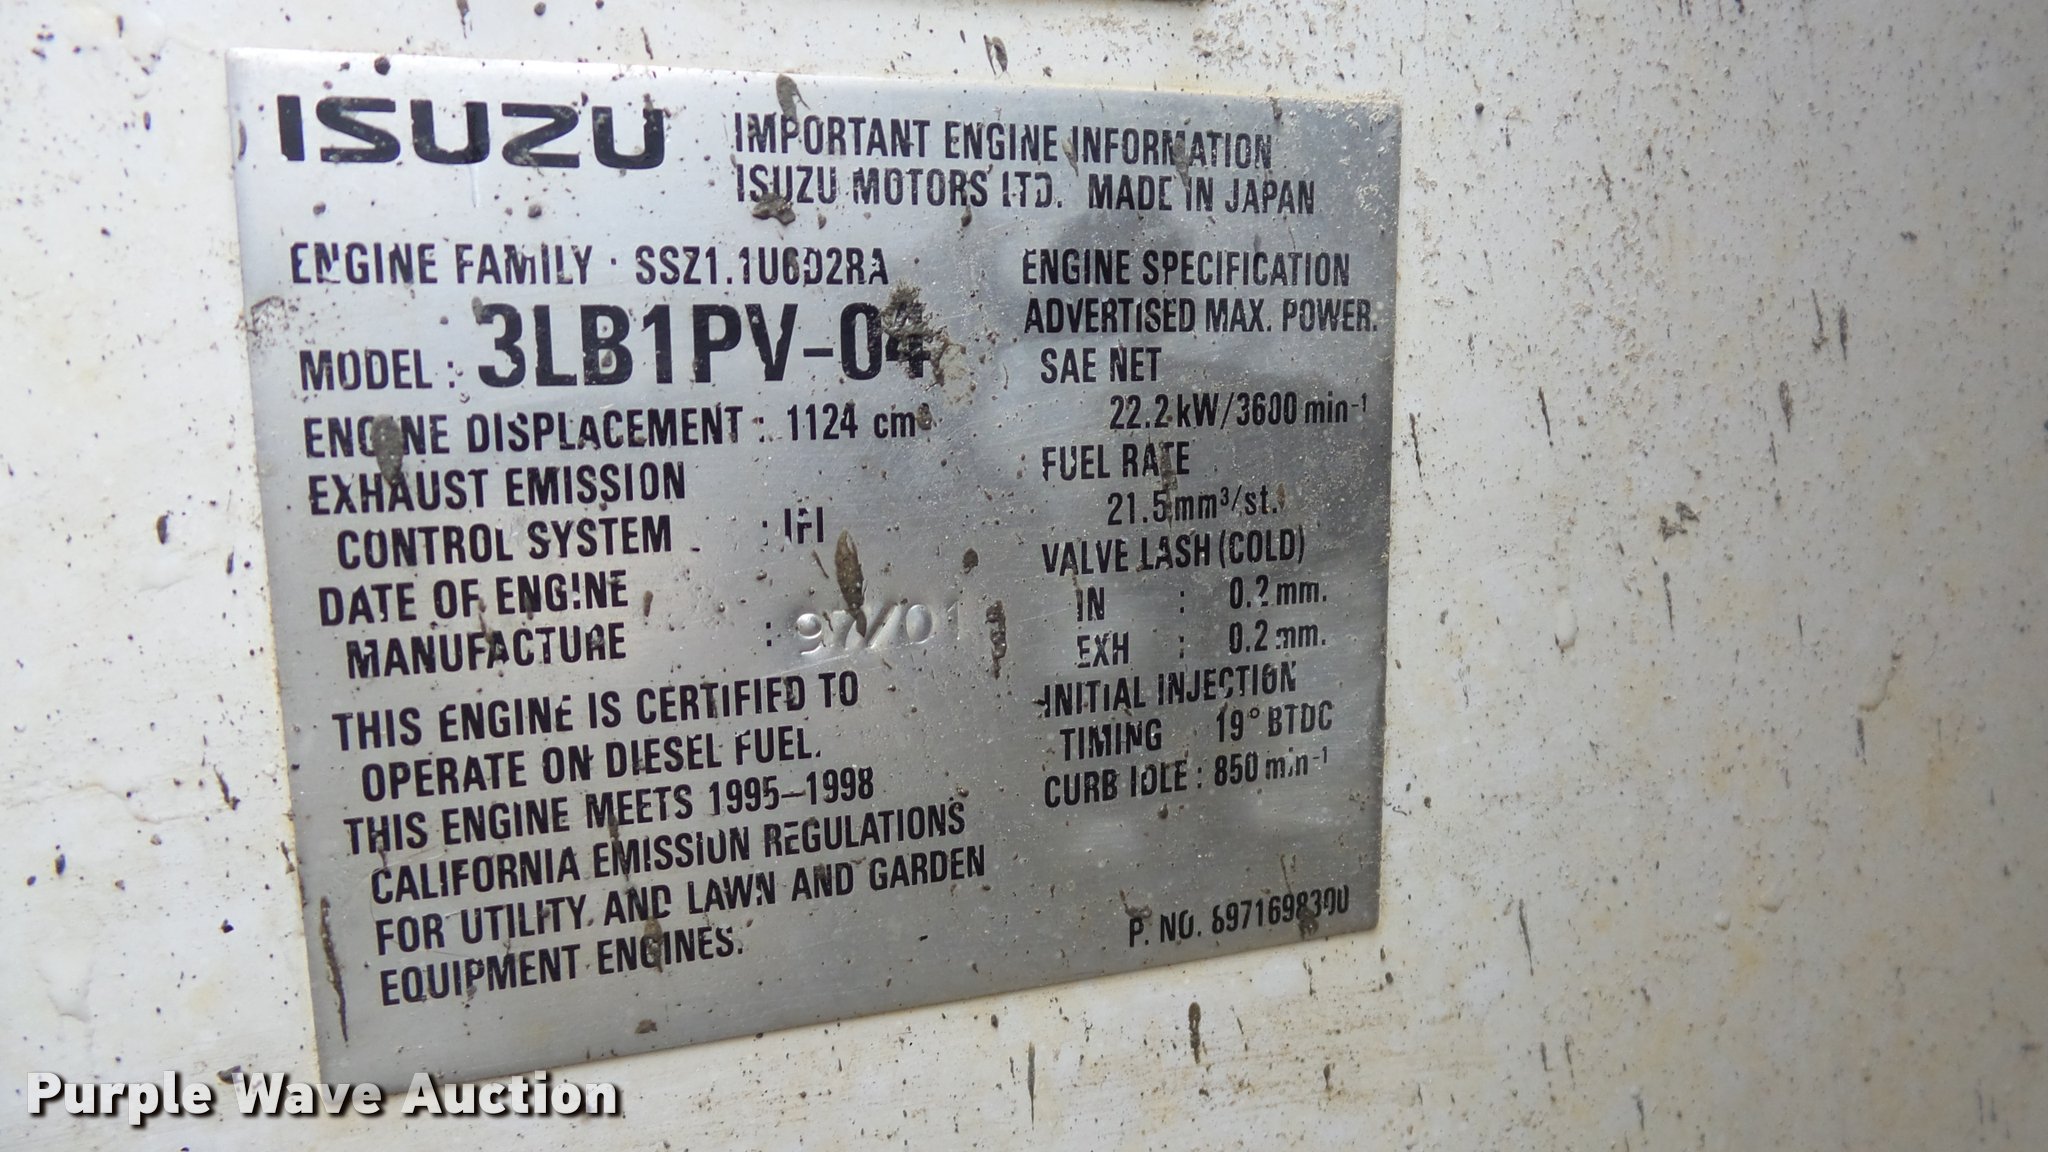 ISUZU
IMPORTANT ENGINE INFORMATION
ISUZU MOTORS LTD. MADE IN JAPAN
ENGINE FAMILY : SSZ1.1U6D2RA
MODEL : 3LB1PV-04
ENGINE DISPLACEMENT : 1124 cm³
EXHAUST EMISSION
CONTROL SYSTEM :
DATE OF ENGINE
MANUFACTURE : 97/01
THIS ENGINE IS CERTIFIED TO
OPERATE ON DIESEL FUEL.
THIS ENGINE MEETS 1995-1998
CALIFORNIA EMISSION REGULATIONS
FOR UTILITY AND LAWN AND GARDEN
EQUIPMENT ENGINES.
ENGINE SPECIFICATION
ADVERTISED MAX. POWER.
SAE NET
22.2 kW/3600 min⁻¹
FUEL RATE
21.5 mm³/st.
VALVE LASH (COLD)
IN : 0.2 mm.
EXH : 0.2 mm.
INITIAL INJECTION
TIMING : 19° BTDC
CURB IDLE : 850 min⁻¹
P. NO. 8971698300
Purple Wave Auction